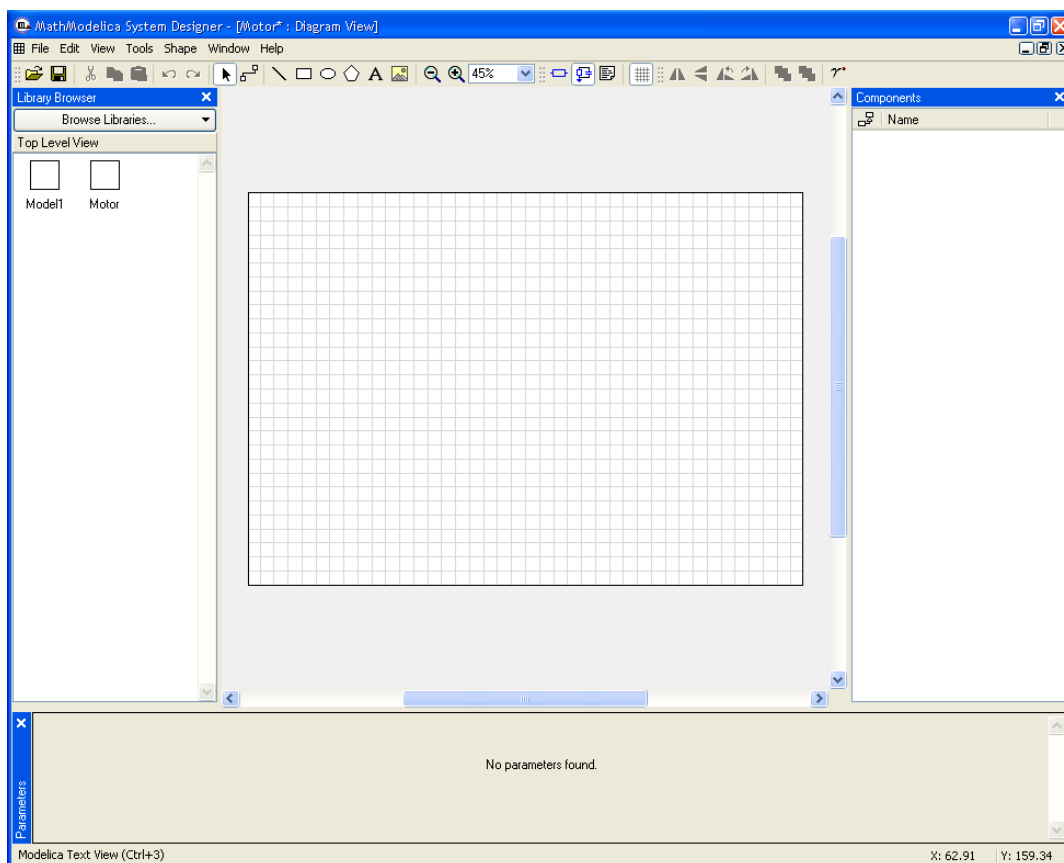 MathModelica System Designer - [Motor* : Diagram View]
File Edit View Tools Shape Window Help
A 45%
Library Browser
Browse Libraries...
Top Level View
Model1 Motor
Components
Name
Parameters
No parameters found.
Modelica Text View (Ctrl+3) X: 62.91 Y: 159.34